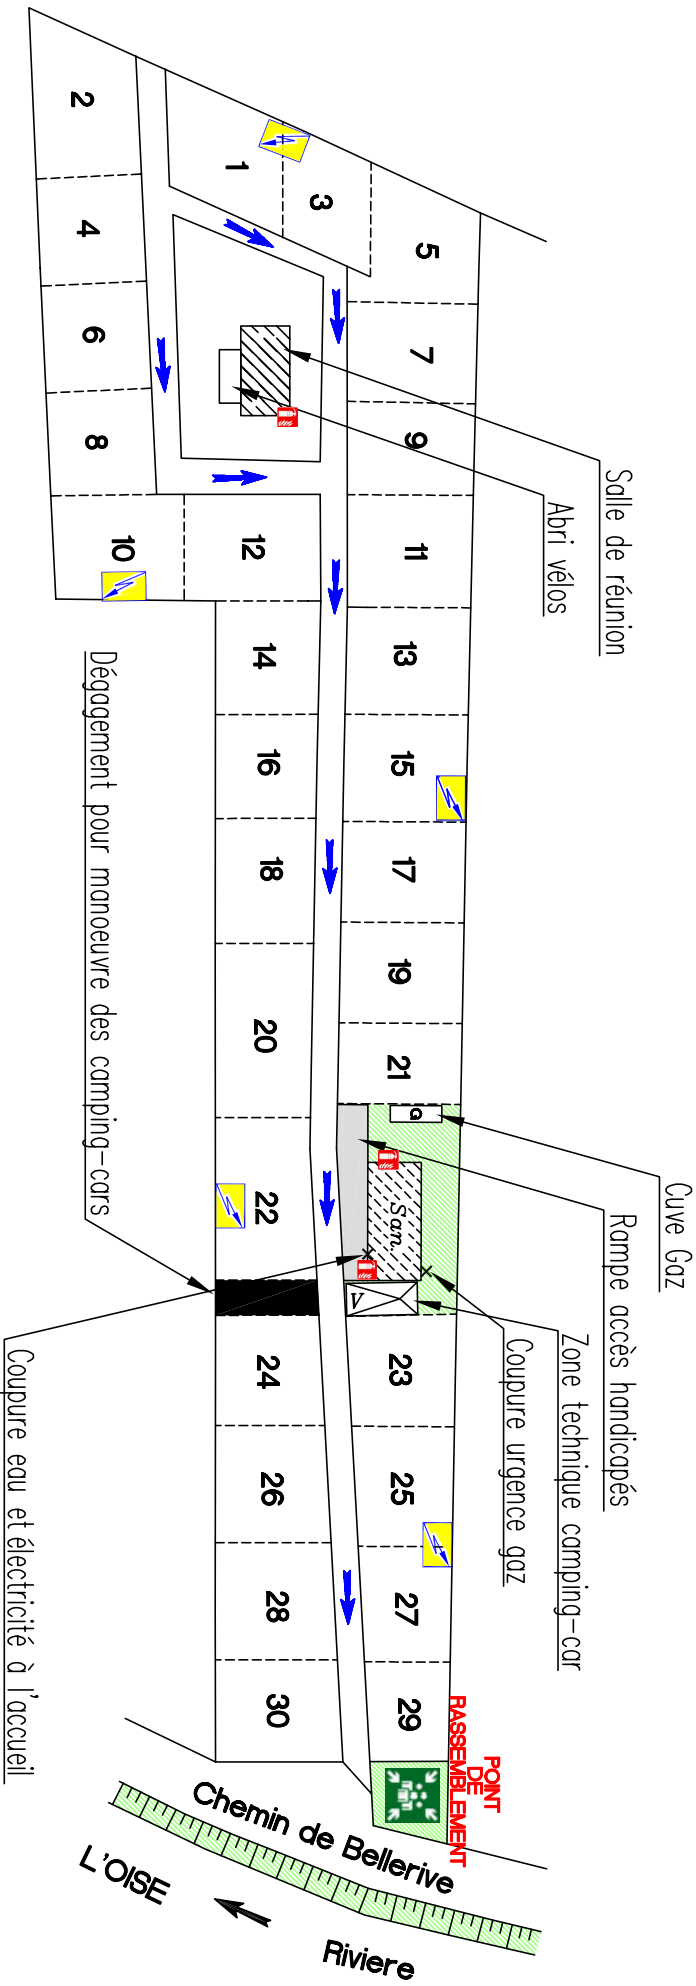 Salle de réunion
Abri vélos
Cuve Gaz
Rampe accès handicapés
Zone technique camping-car
Coupure urgence gaz
5
7
9
11
13
15
17
19
21
G
San
V
23
25
27
29
POINT
DE
RASSEMBLEMENT
1
3
2
4
6
8
10
12
14
16
18
20
22
24
26
28
30
Dégagement pour manoeuvre des camping-cars
Coupure eau et électricité à l'accueil
Chemin de Bellerive
L'OISE
Riviere